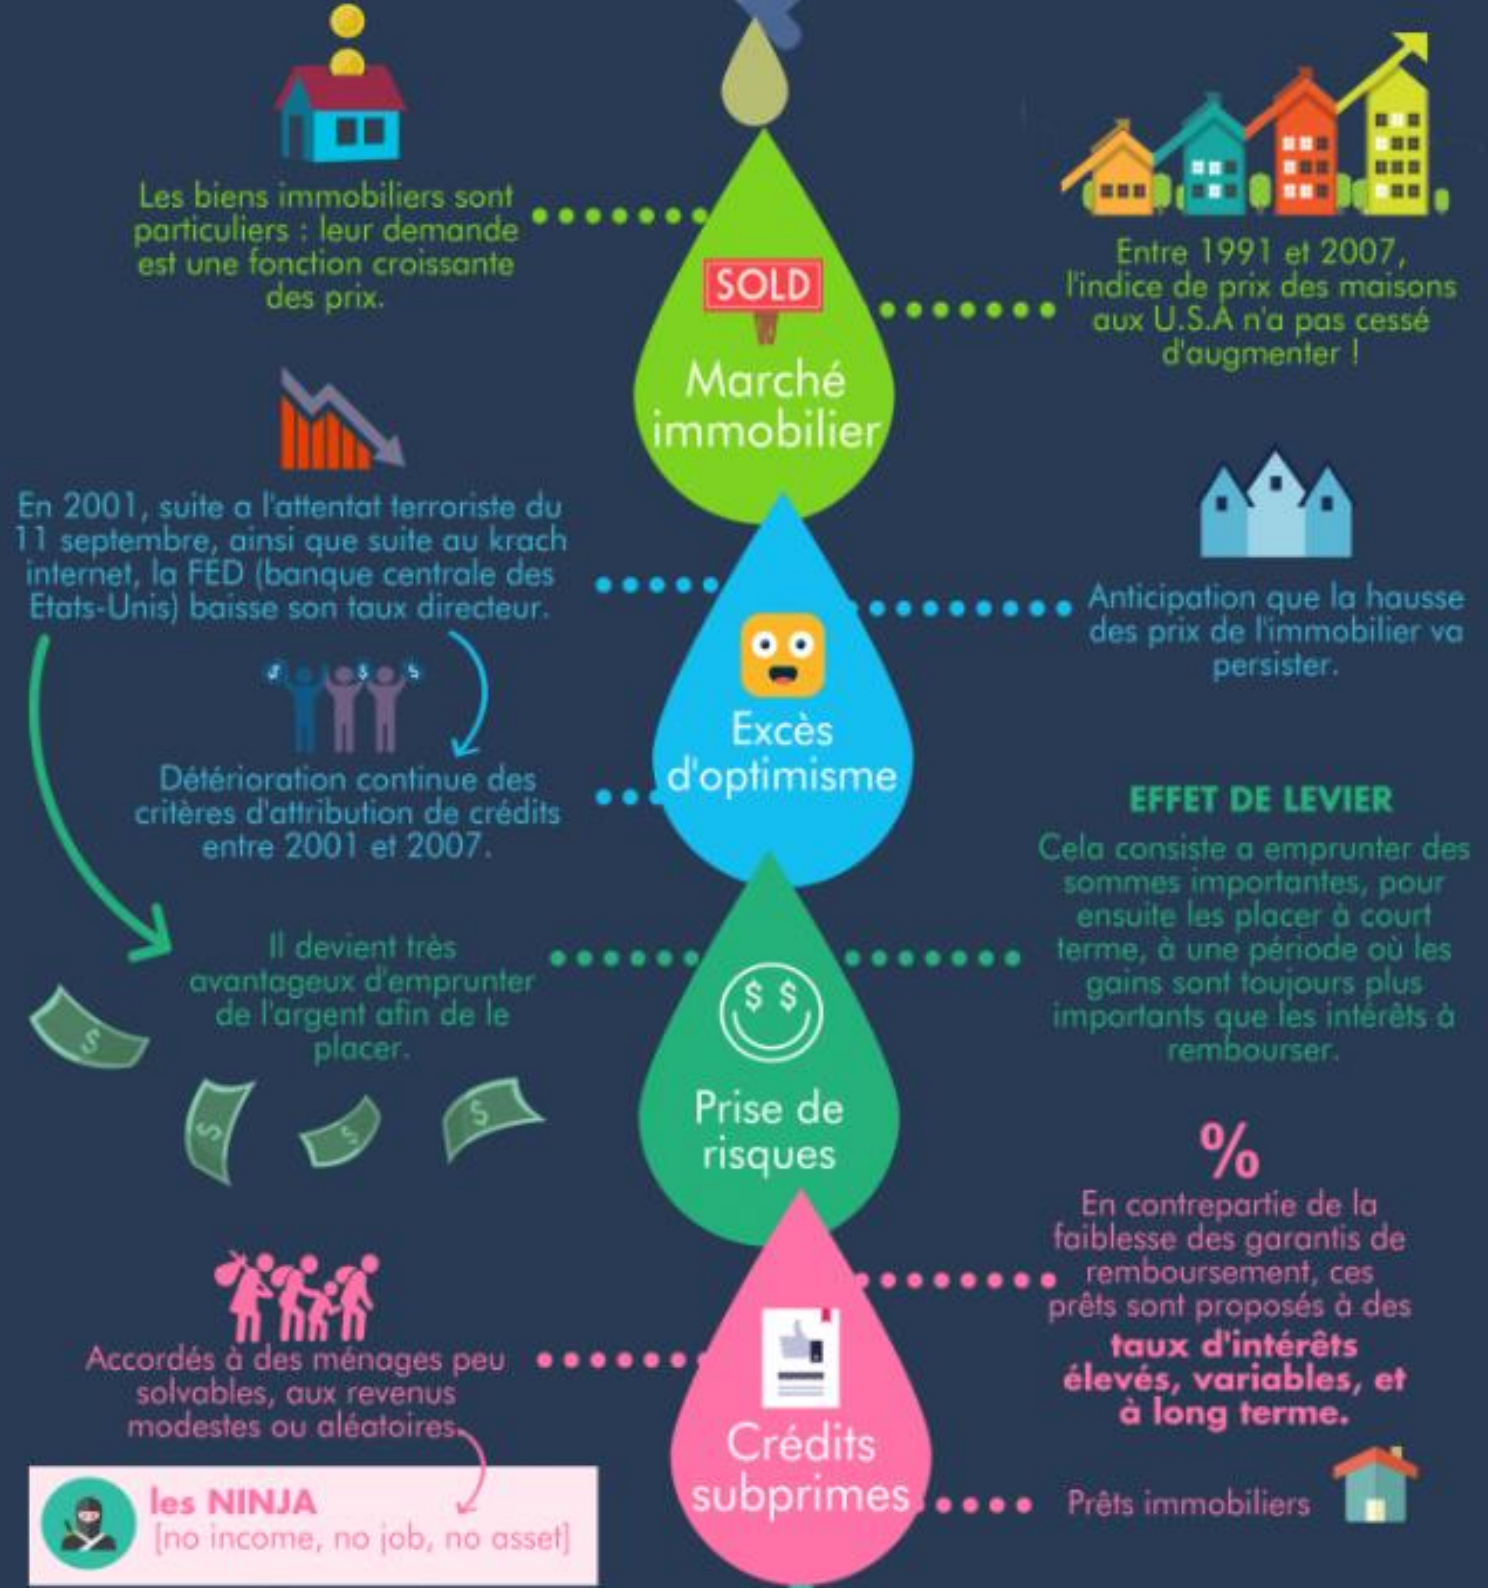 Les biens immobiliers sont
particuliers : leur demande
est une fonction croissante
des prix.
SOLD
Marché
immobilier
Entre 1991 et 2007,
l'indice de prix des maisons
aux U.S.A n'a pas cessé
d'augmenter !
En 2001, suite a l'attentat terroriste du
11 septembre, ainsi que suite au krach
internet, la FED (banque centrale des
Etats-Unis) baisse son taux directeur.
Anticipation que la hausse
des prix de l'immobilier va
persister.
Excès
d'optimisme
$ $ $
Détérioration continue des
critères d'attribution de crédits
entre 2001 et 2007.
EFFET DE LEVIER
Cela consiste a emprunter des
sommes importantes, pour
ensuite les placer à court
terme, à une période où les
gains sont toujours plus
importants que les intérêts à
rembourser.
Il devient très
avantageux d'emprunter
de l'argent afin de le
placer.
$ $
Prise de
risques
$
$
$
$
%
En contrepartie de la
faiblesse des garantis de
remboursement, ces
prêts sont proposés à des
taux d'intérêts
élevés, variables, et
à long terme.
Accordés à des ménages peu
solvables, aux revenus
modestes ou aléatoires.
Crédits
subprimes
Prêts immobiliers
les NINJA
[no income, no job, no asset]